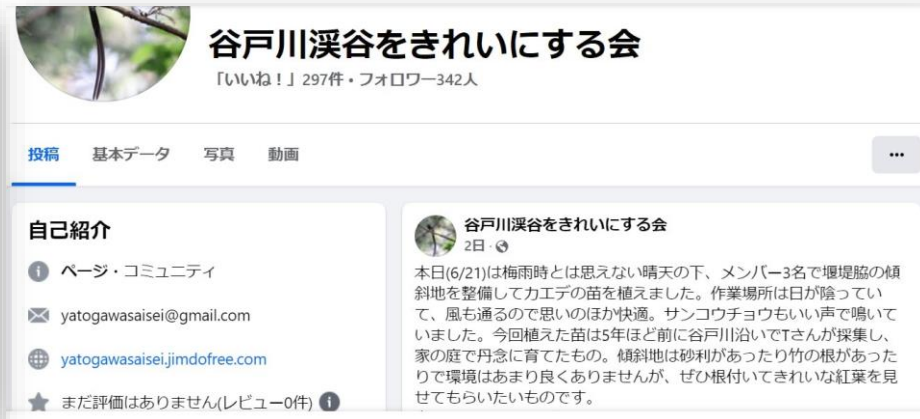 谷戸川渓谷をきれいにする会
「いいね！」297件・フォロワー342人
投稿 基本データ 写真 動画
自己紹介
ページ・コミュニティ
yatogawasaisei@gmail.com
yatogawasaisei.jimdofree.com
まだ評価はありません(レビュー0件)
谷戸川渓谷をきれいにする会
2日
本日(6/21)は梅雨時とは思えない晴天の下、メンバー3名で堰堤脇の傾
斜地を整備してカエデの苗を植えました。作業場所は日が陰ってい
て、風も通るので思いのほか快適。サンコウチョウもいい声で鳴いて
いました。今回植えた苗は5年ほど前に谷戸川沿いでTさんが採集し、
家の庭で丹念に育てたもの。傾斜地は砂利があったり竹の根があった
りで環境はあまり良くありませんが、ぜひ根付いてきれいな紅葉を見
せてもらいたいものです。